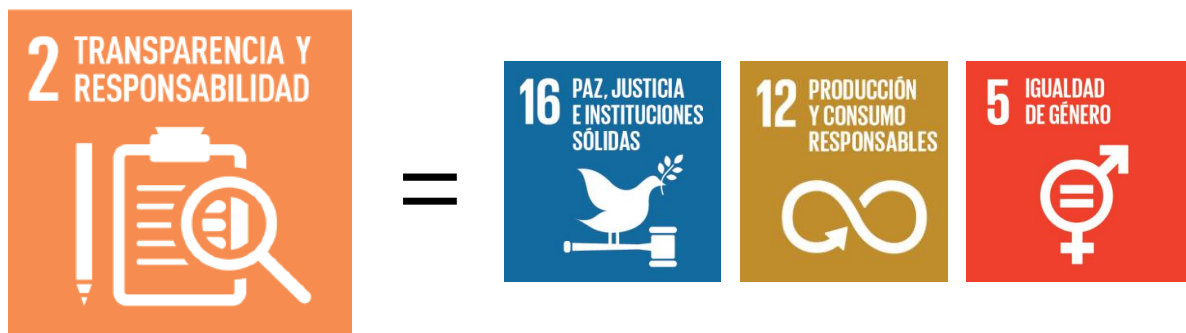 2 TRANSPARENCIA Y
RESPONSABILIDAD
=
16 PAZ, JUSTICIA
E INSTITUCIONES
SÓLIDAS
12 PRODUCCIÓN
Y CONSUMO
RESPONSABLES
5 IGUALDAD
DE GÉNERO